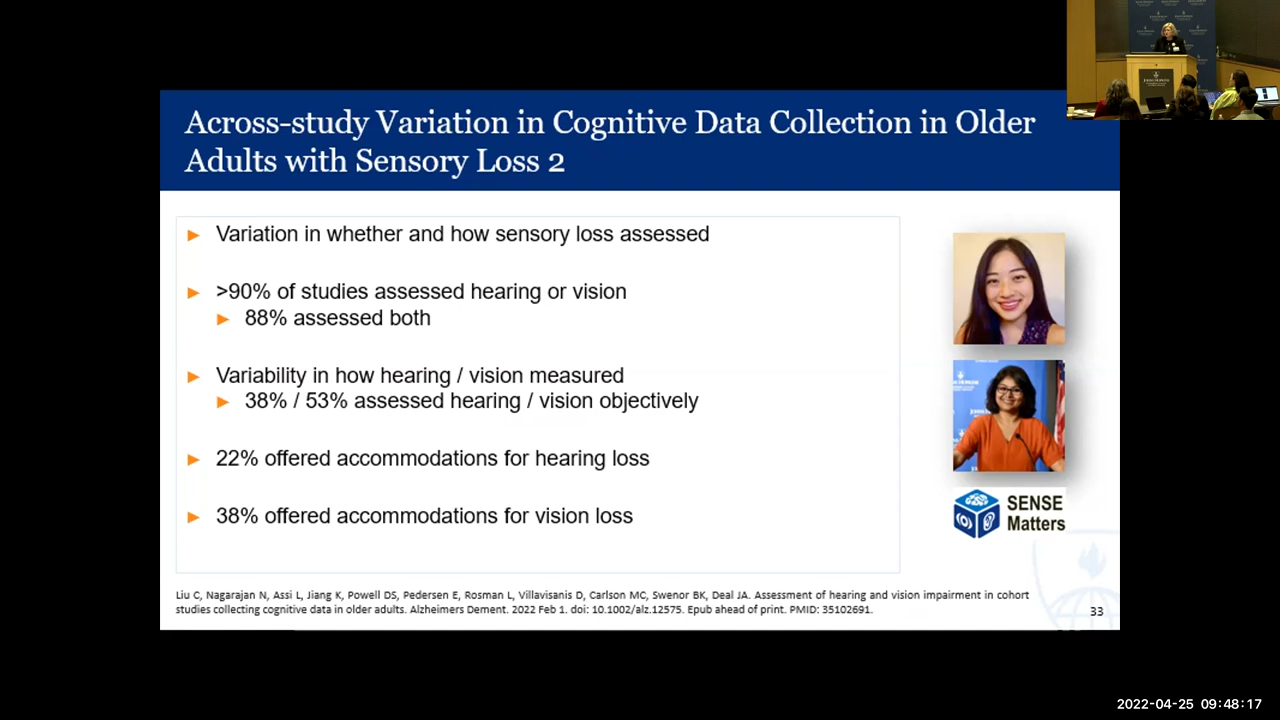 Across-study Variation in Cognitive Data Collection in Older
Adults with Sensory Loss 2
Variation in whether and how sensory loss assessed
>90% of studies assessed hearing or vision
88% assessed both
Variability in how hearing / vision measured
38% / 53% assessed hearing / vision objectively
22% offered accommodations for hearing loss
38% offered accommodations for vision loss
SENSE
Matters
Liu C, Nagarajan N, Assi L, Jiang K, Powell DS, Pedersen E, Rosman L, Villavisanis D, Carlson MC, Swenor BK, Deal JA. Assessment of hearing and vision impairment in cohort
studies collecting cognitive data in older adults. Alzheimers Dement. 2022 Feb 1. doi: 10.1002/alz.12575. Epub ahead of print. PMID: 35102691.
33
2022-04-25 09:48:17